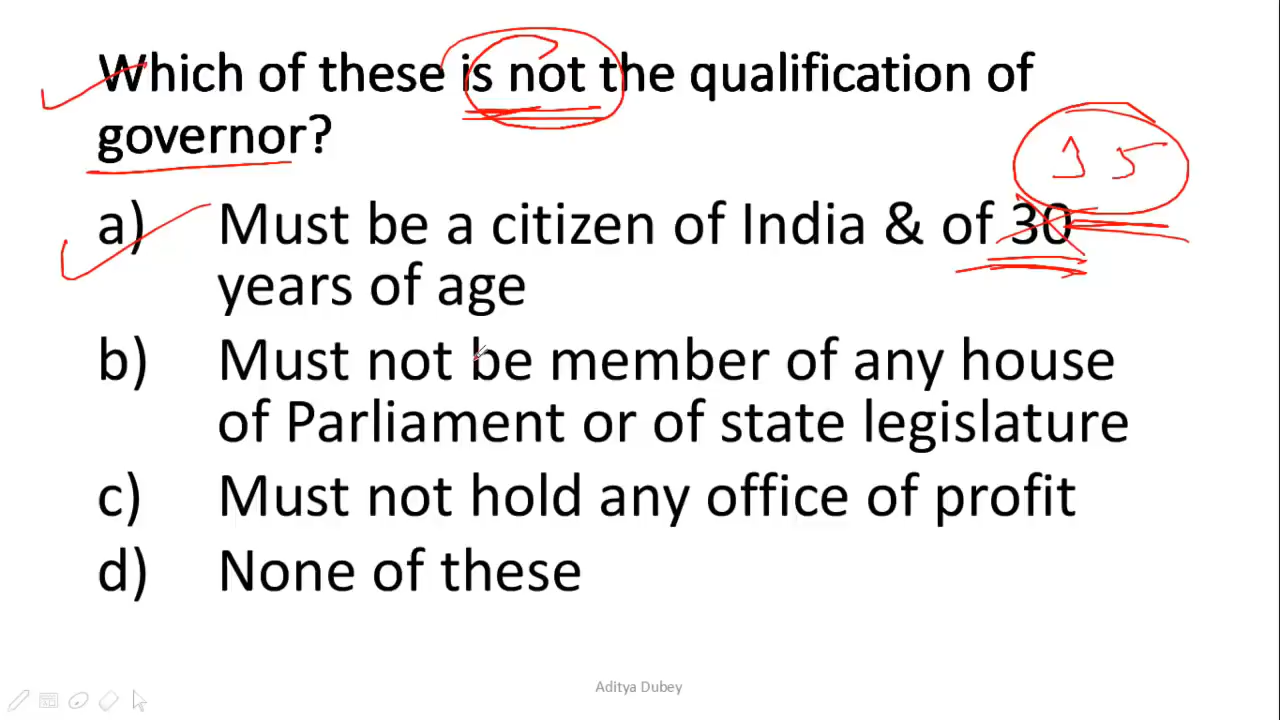 Which of these is not the qualification of
governor?
35
a) Must be a citizen of India & of 30
years of age
b) Must not be member of any house
of Parliament or of state legislature
c) Must not hold any office of profit
d) None of these
Aditya Dubey